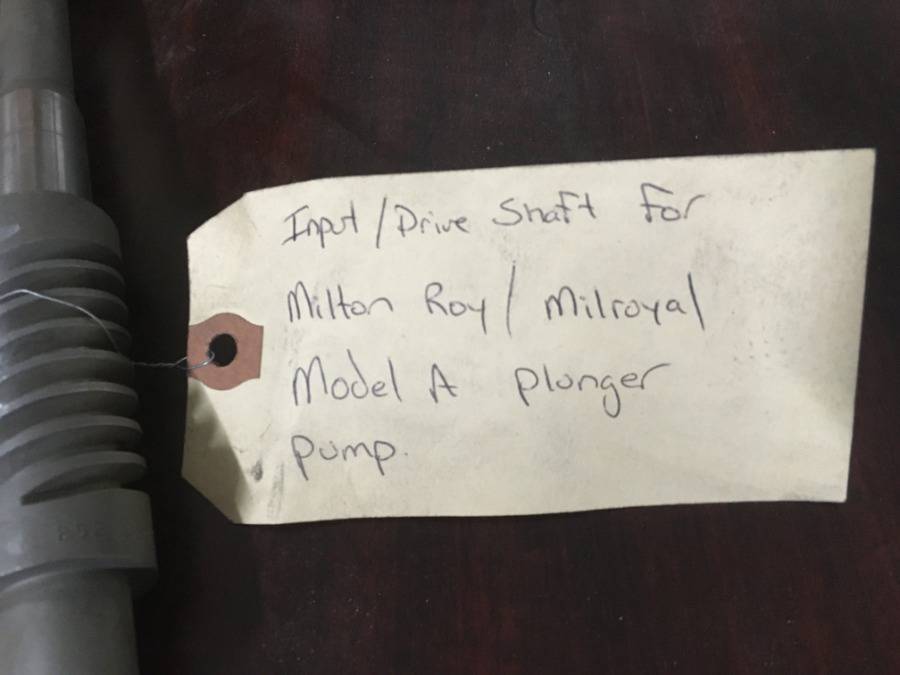 Input/Drive Shaft For
Milton Roy/Milroyal
Model A Plunger
Pump.